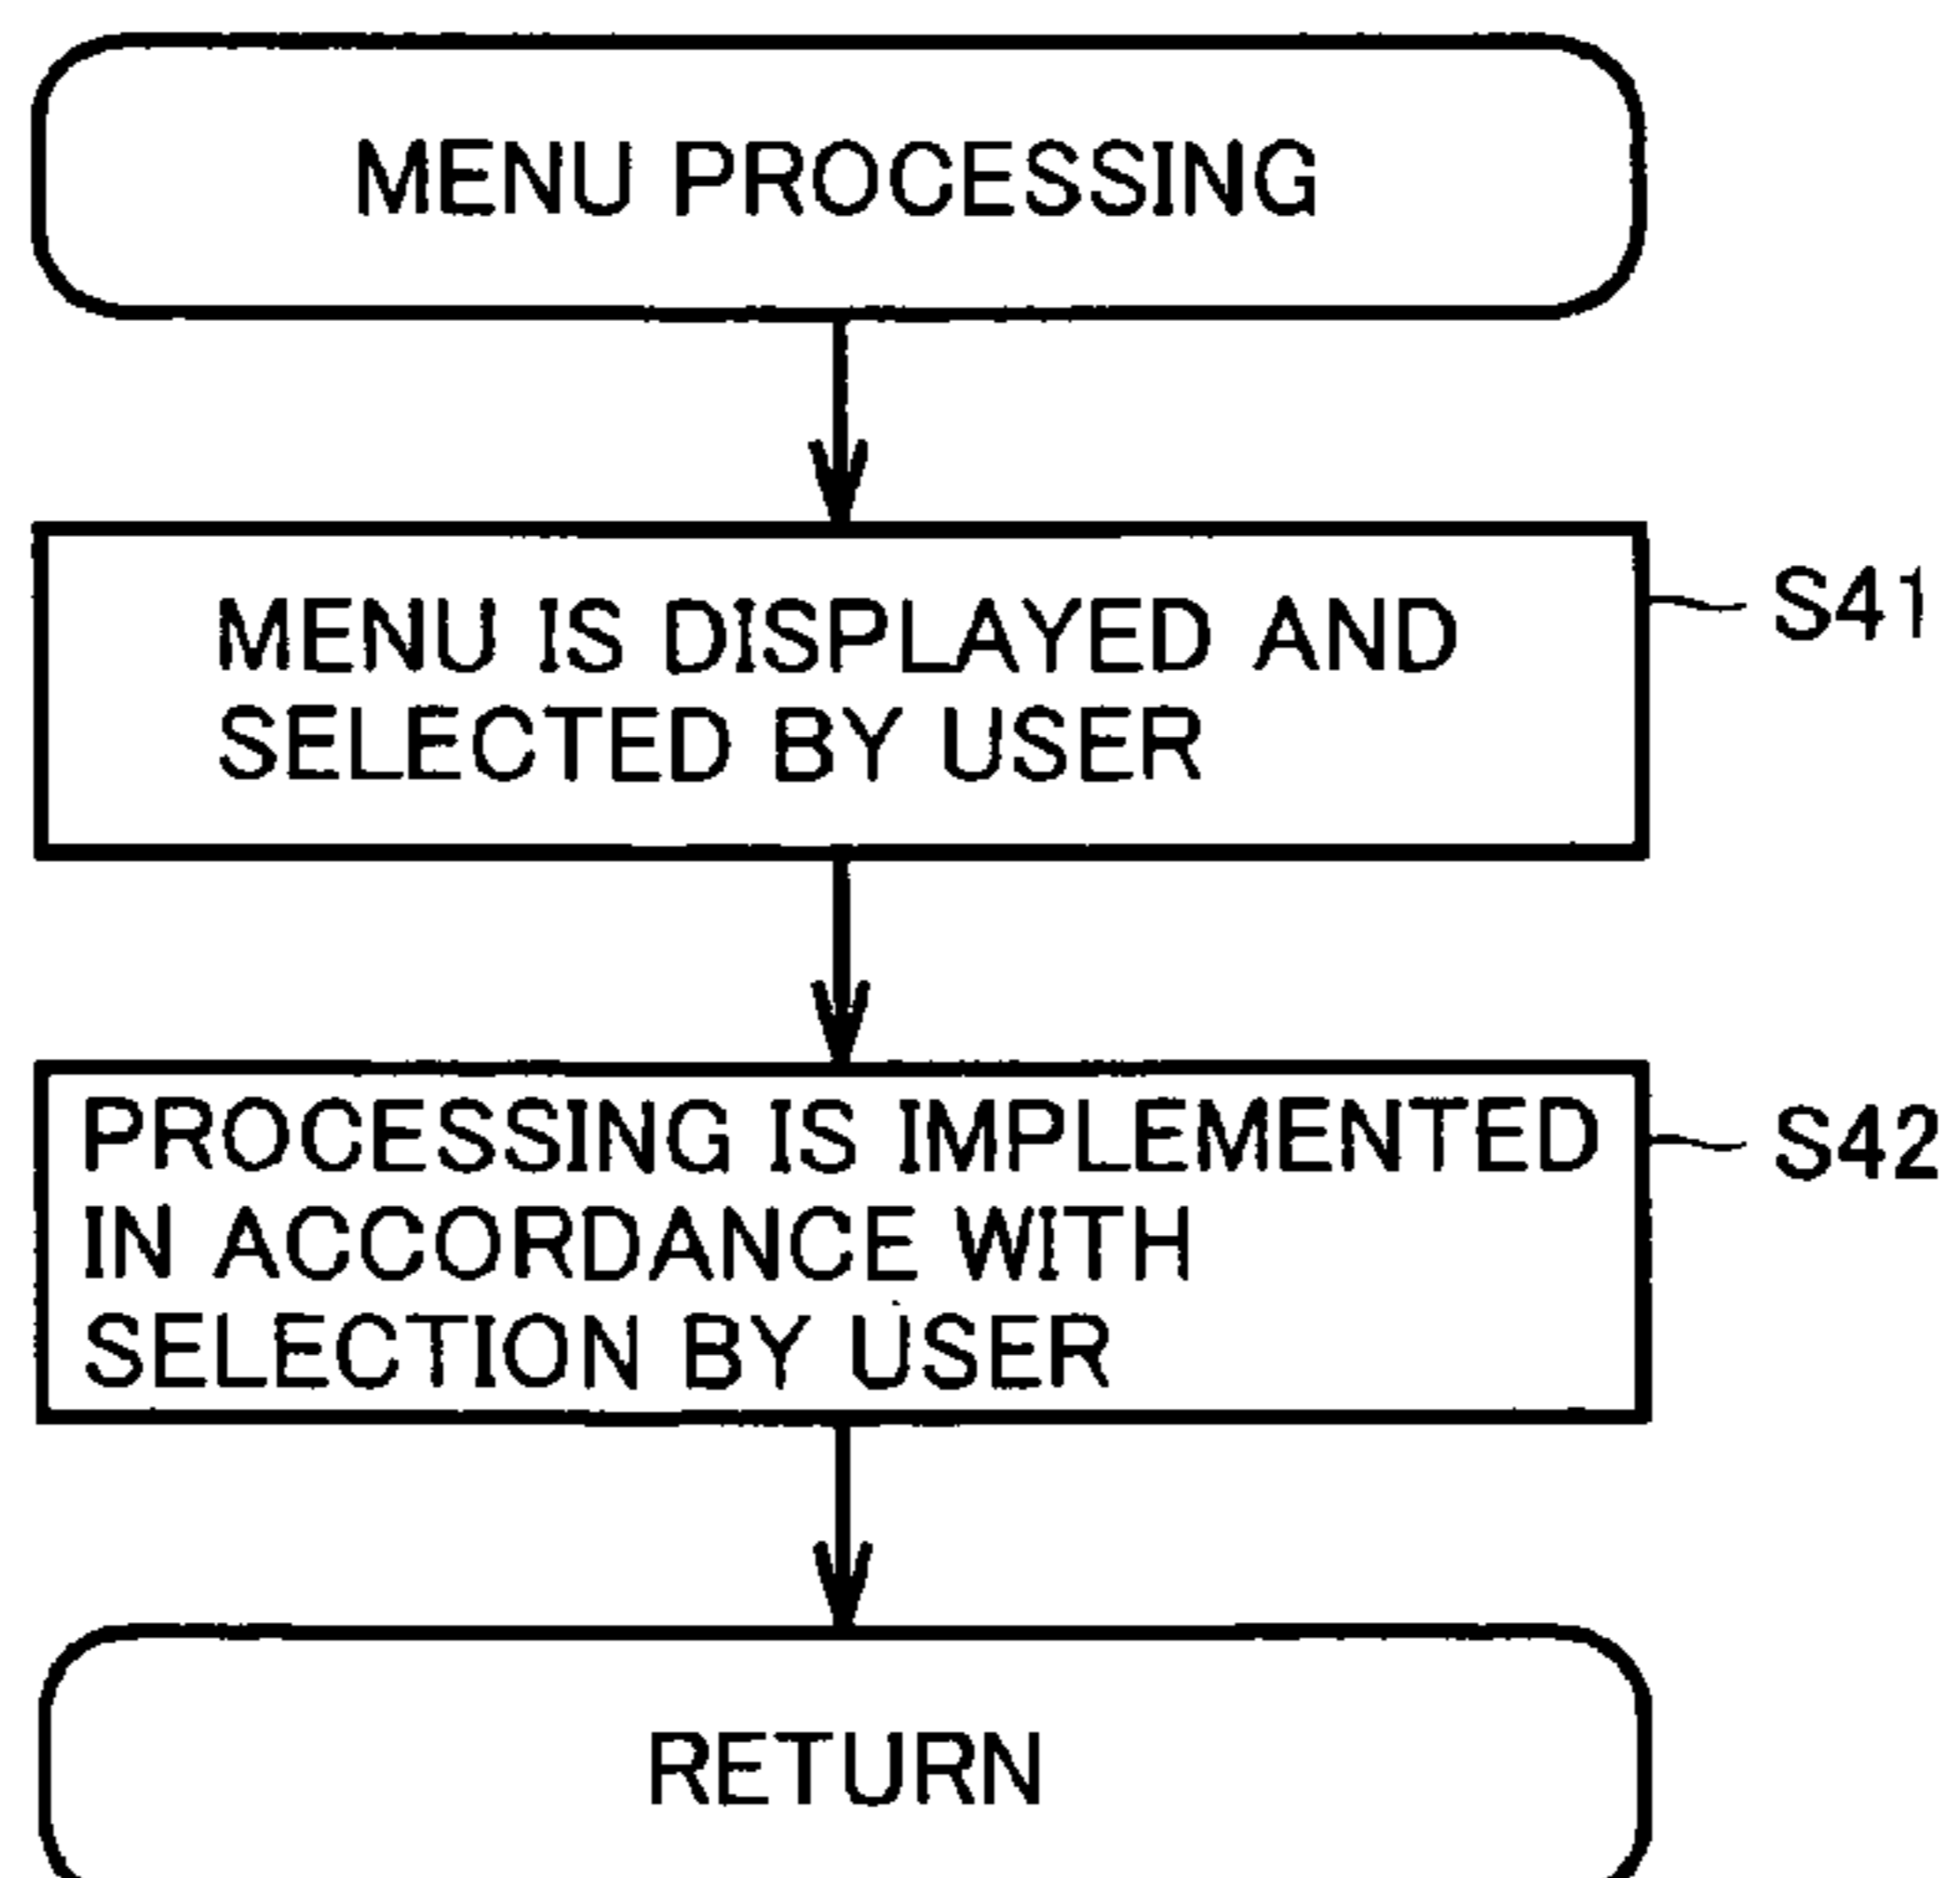 MENU PROCESSING
MENU IS DISPLAYED AND
SELECTED BY USER
S41
PROCESSING IS IMPLEMENTED
IN ACCORDANCE WITH
SELECTION BY USER
S42
RETURN